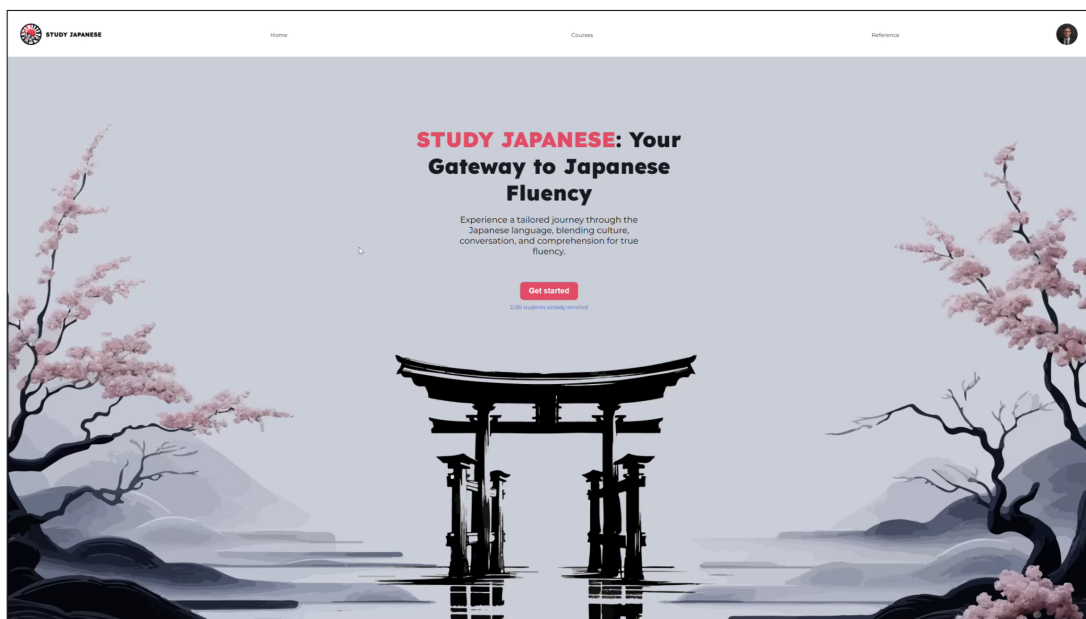 STUDY JAPANESE
Home
Courses
Reference
STUDY JAPANESE: Your
Gateway to Japanese
Fluency
Experience a tailored journey through the
Japanese language, blending culture,
conversation, and comprehension for true
fluency.
Get started
students already enrolled